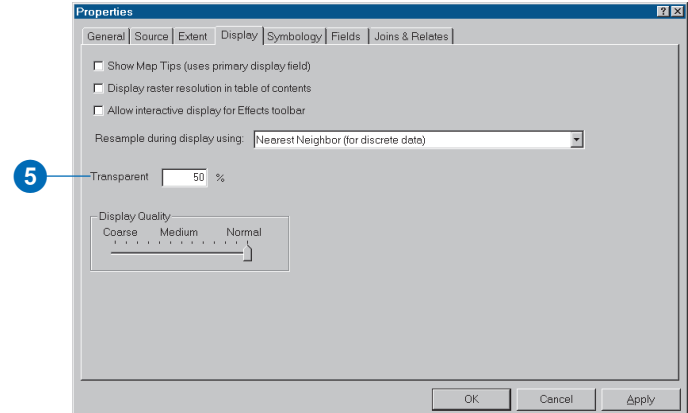 Properties
General Source Extent Display Symbology Fields Joins & Relates
Show Map Tips (uses primary display field)
Display raster resolution in table of contents
Allow interactive display for Effects toolbar
Resample during display using: Nearest Neighbor (for discrete data)
5 Transparent 50 %
Display Quality
Coarse Medium Normal
OK Cancel Apply